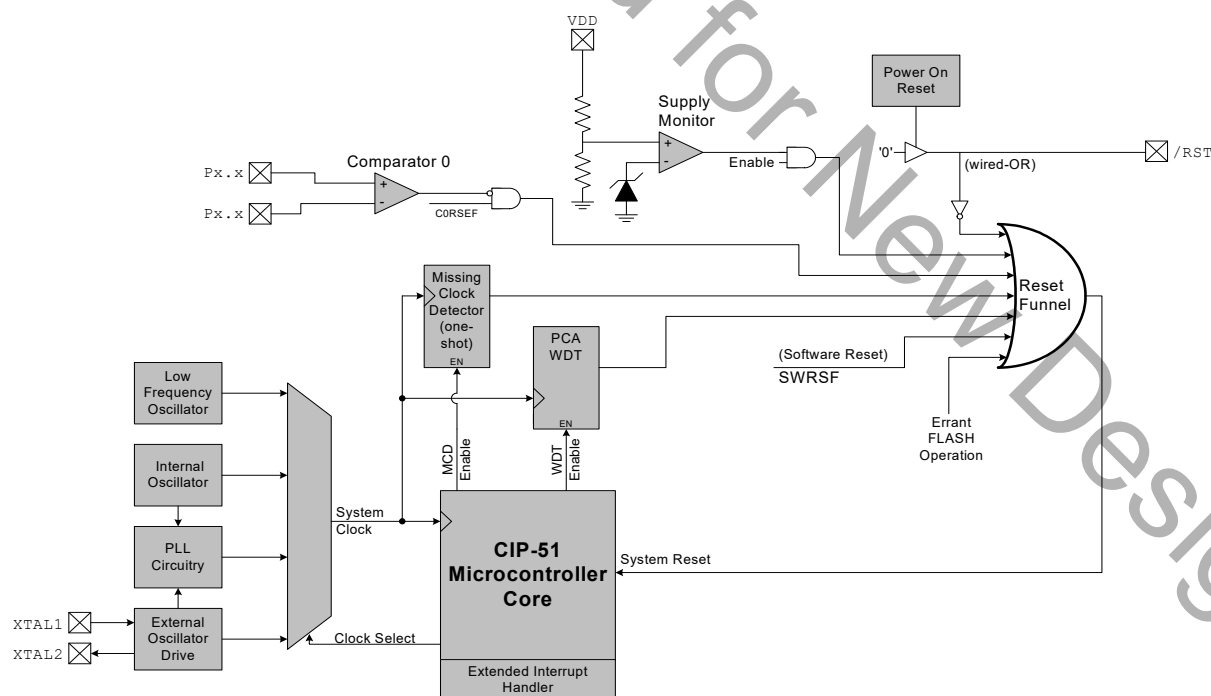 VDD
Power On
Reset
Supply
Monitor
+
-
Enable
'0'
(wired-OR)
/RST
Comparator 0
Px.x
+
Px.x
-
C0RSEF
Missing
Clock
Detector
(one-
shot)
EN
PCA
WDT
EN
Reset
Funnel
(Software Reset)
SWRSF
Errant
FLASH
Operation
Low
Frequency
Oscillator
Internal
Oscillator
PLL
Circuitry
XTAL1
XTAL2
External
Oscillator
Drive
System
Clock
Clock Select
MCD
Enable
WDT
Enable
CIP-51
Microcontroller
Core
System Reset
Extended Interrupt
Handler
for New